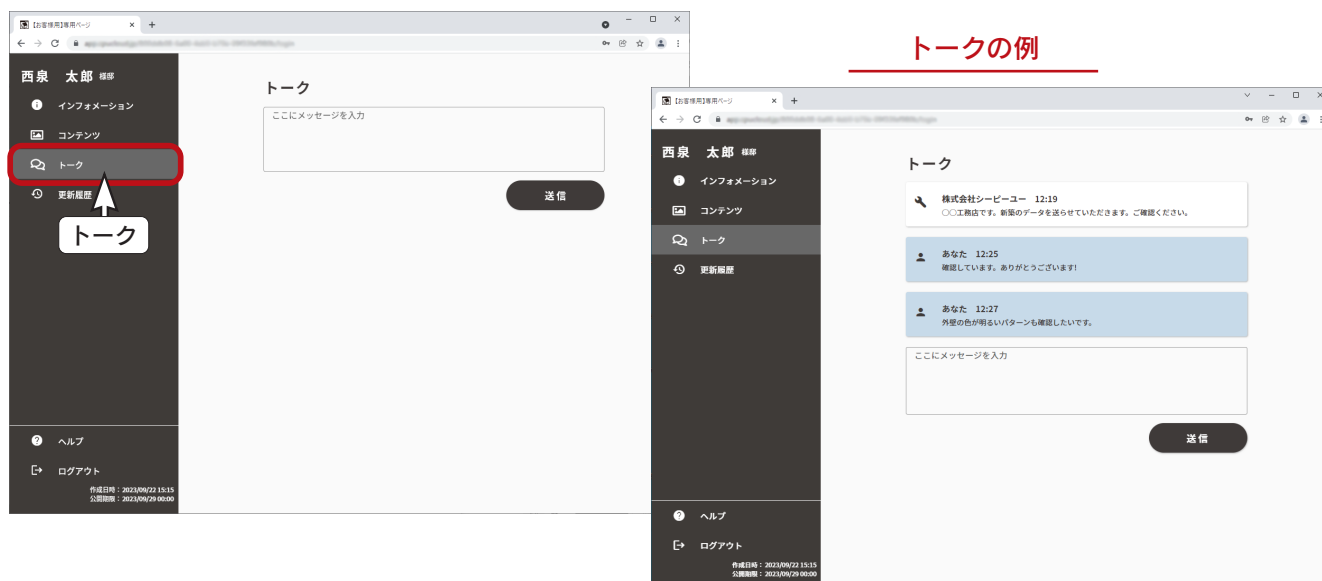 【お客様用】専用ページ
西泉 太郎 様邸
インフォメーション
コンテンツ
トーク
更新履歴
トーク
ヘルプ
ログアウト
作成日時：2023/09/22 15:15
公開期限：2023/09/29 00:00
トーク
ここにメッセージを入力
送信
トークの例
【お客様用】専用ページ
西泉 太郎 様邸
インフォメーション
コンテンツ
トーク
更新履歴
ヘルプ
ログアウト
作成日時：2023/09/22 15:15
公開期限：2023/09/29 00:00
トーク
株式会社シーピーユー 12:19
○○工務店です。新築のデータを送らせていただきます。ご確認ください。
あなた 12:25
確認しています。ありがとうございます!
あなた 12:27
外壁の色が明るいパターンも確認したいです。
ここにメッセージを入力
送信